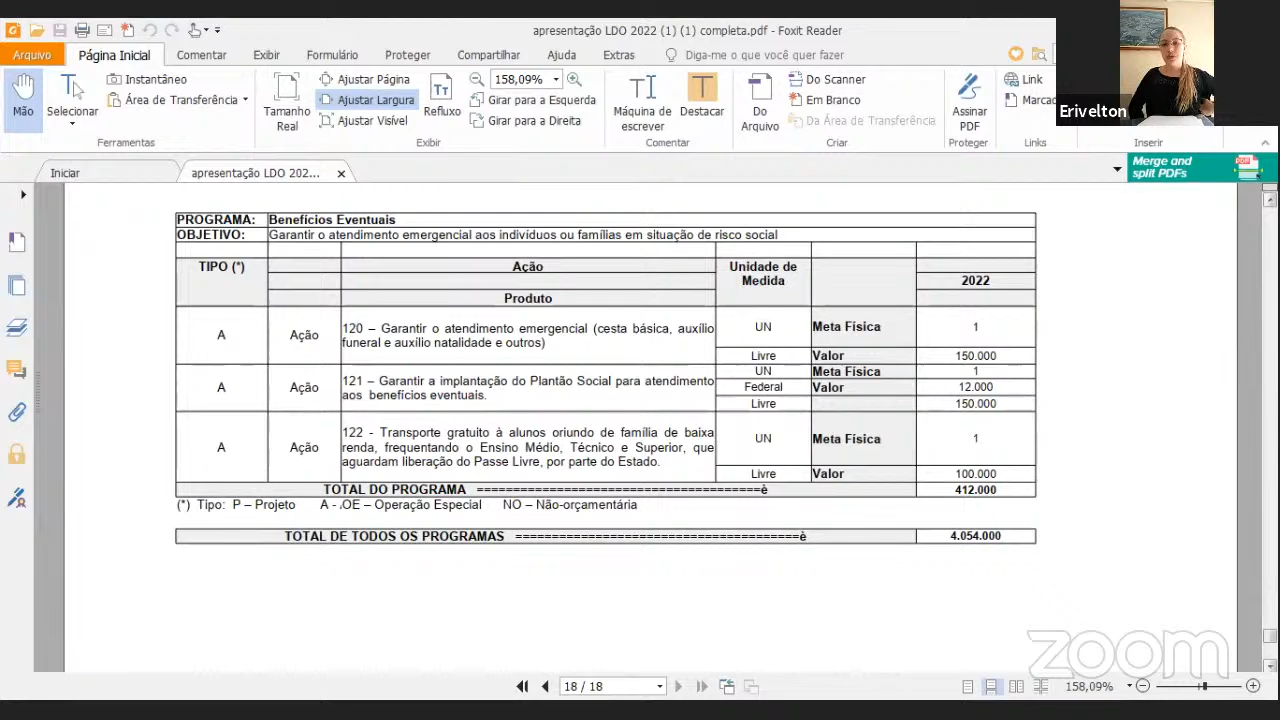 apresentação LDO 2022 (1) (1) completa.pdf - Foxit Reader
Arquivo Página Inicial Comentar Exibir Formulário Proteger Compartilhar Ajuda Extras Diga-me o que você quer fazer
Mão
Selecionar
Instantâneo
Área de Transferência
Ferramentas
Tamanho Real
Ajustar Página
Ajustar Largura
Ajustar Visível
Refluxo
158,09%
Girar para a Esquerda
Girar para a Direita
Exibir
Máquina de escrever
Destacar
Comentar
Do Arquivo
Do Scanner
Em Branco
Da Área de Transferência
Criar
Assinar PDF
Proteger
Link
Marcad
Links
Inserir
Erivelton
Iniciar
apresentação LDO 202...
Merge and
split PDFs
PROGRAMA: Benefícios Eventuais
OBJETIVO: Garantir o atendimento emergencial aos indivíduos ou famílias em situação de risco social
TIPO (*) Ação Unidade de Medida 2022
Produto
A Ação 120 – Garantir o atendimento emergencial (cesta básica, auxílio UN Meta Física 1
funeral e auxílio natalidade e outros)
Livre Valor 150.000
A Ação 121 – Garantir a implantação do Plantão Social para atendimento UN Meta Física 1
aos benefícios eventuais. Federal Valor 12.000
Livre 150.000
A Ação 122 - Transporte gratuito à alunos oriundo de família de baixa UN Meta Física 1
renda, frequentando o Ensino Médio, Técnico e Superior, que
aguardam liberação do Passe Livre, por parte do Estado. Livre Valor 100.000
TOTAL DO PROGRAMA =======================================è 412.000
(*) Tipo: P – Projeto A - .OE – Operação Especial NO – Não-orçamentária
TOTAL DE TODOS OS PROGRAMAS =======================================è 4.054.000
zoom
18 / 18
158,09%